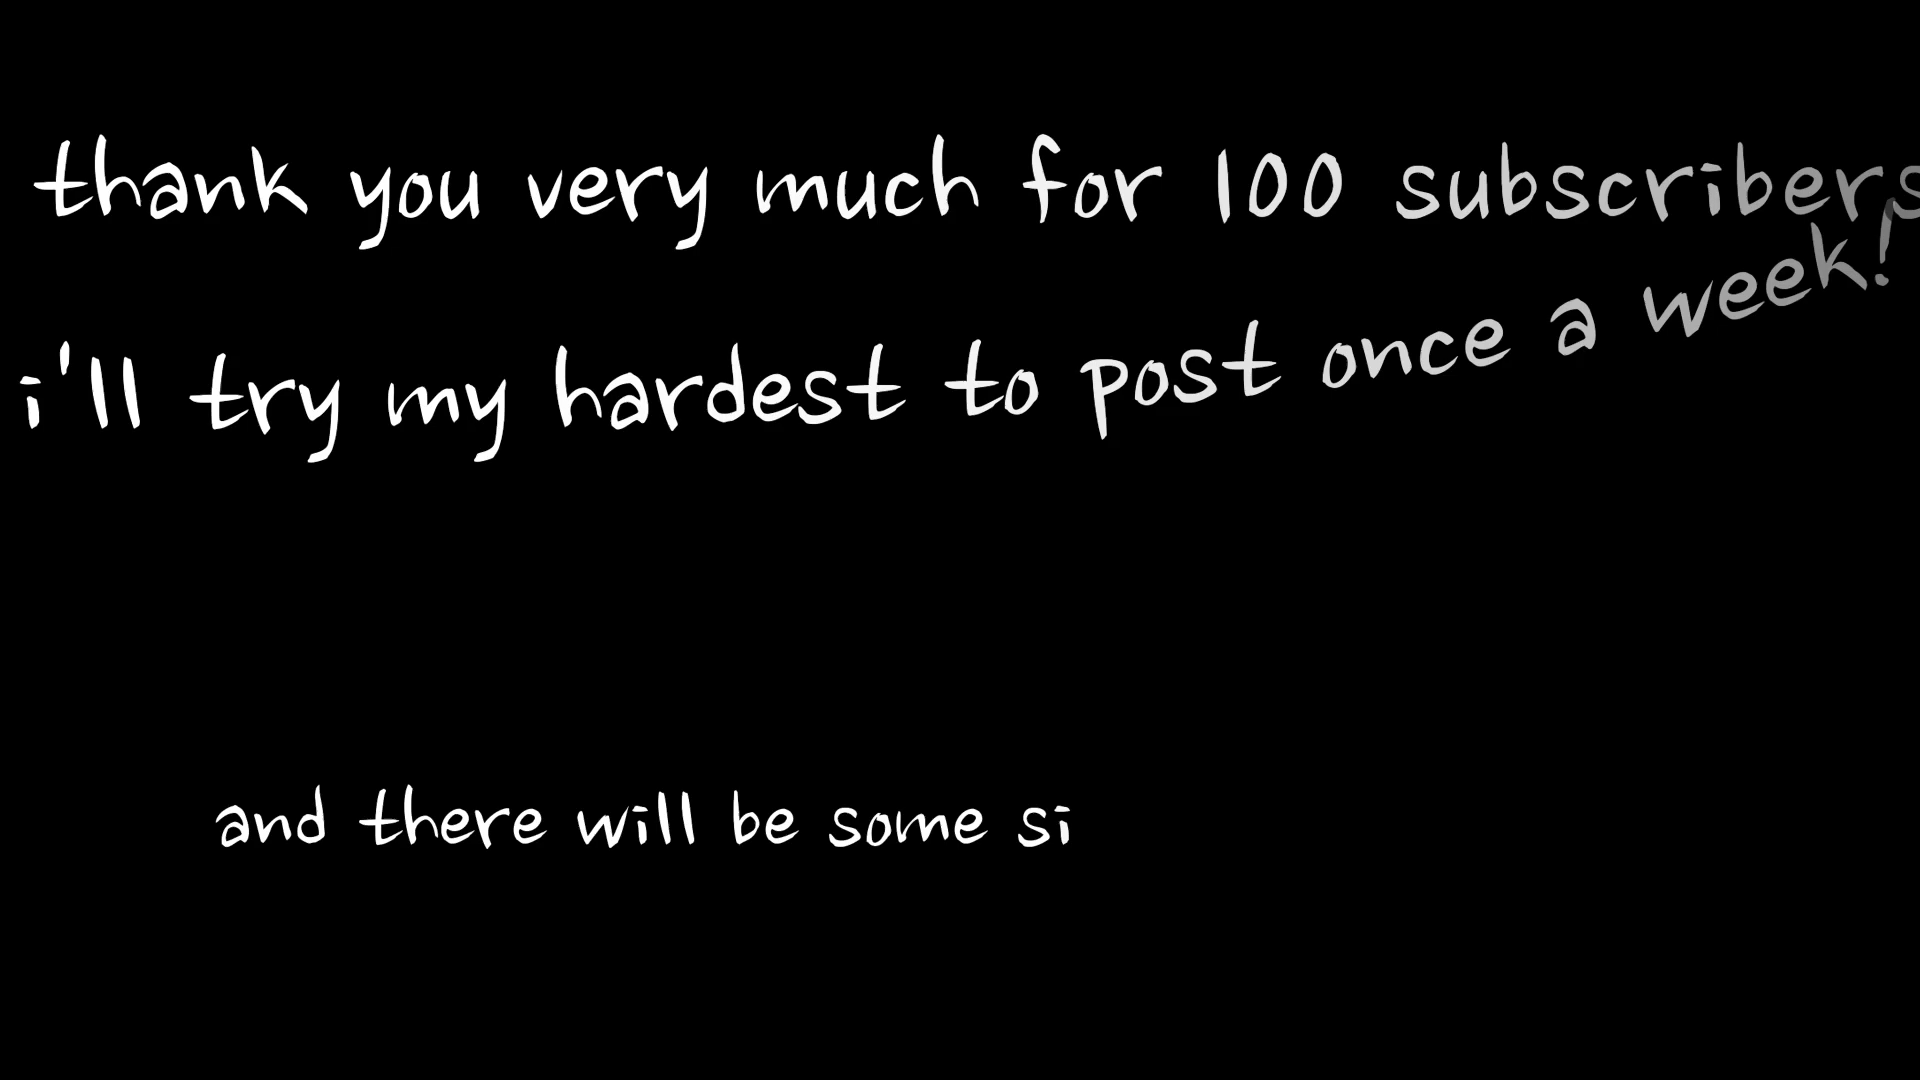 thank you very much for 100 subscribers
i'll try my hardest to post once a week!
and there will be some si